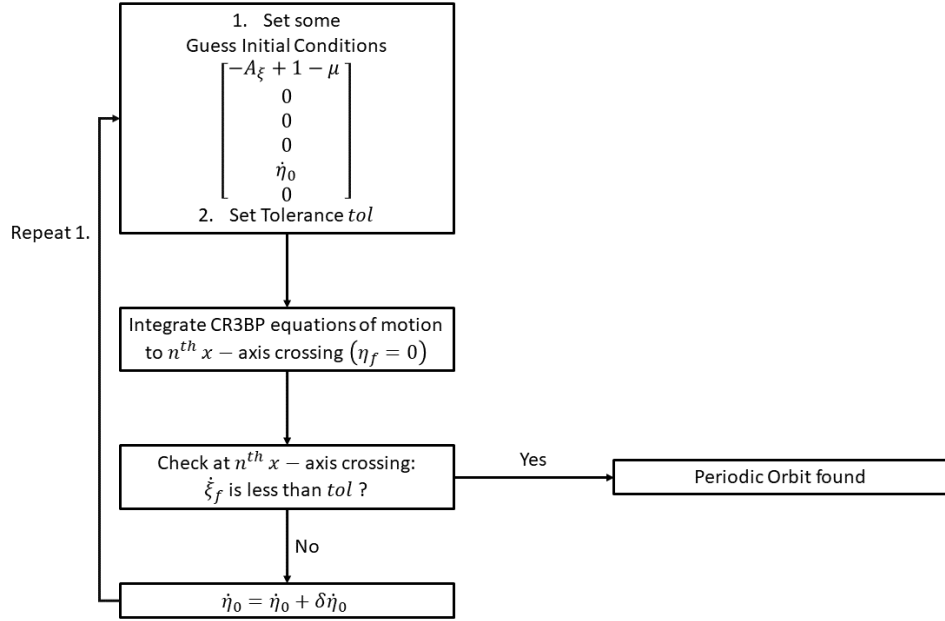 1. Set some
Guess Initial Conditions
−A_ξ + 1 − μ
0
0
0
η̇₀
0
2. Set Tolerance tol
Repeat 1.
Integrate CR3BP equations of motion
to nᵗʰ x − axis crossing (η_f = 0)
Check at nᵗʰ x − axis crossing:
ξ̇_f is less than tol ?
Yes
Periodic Orbit found
No
η̇₀ = η̇₀ + δη̇₀